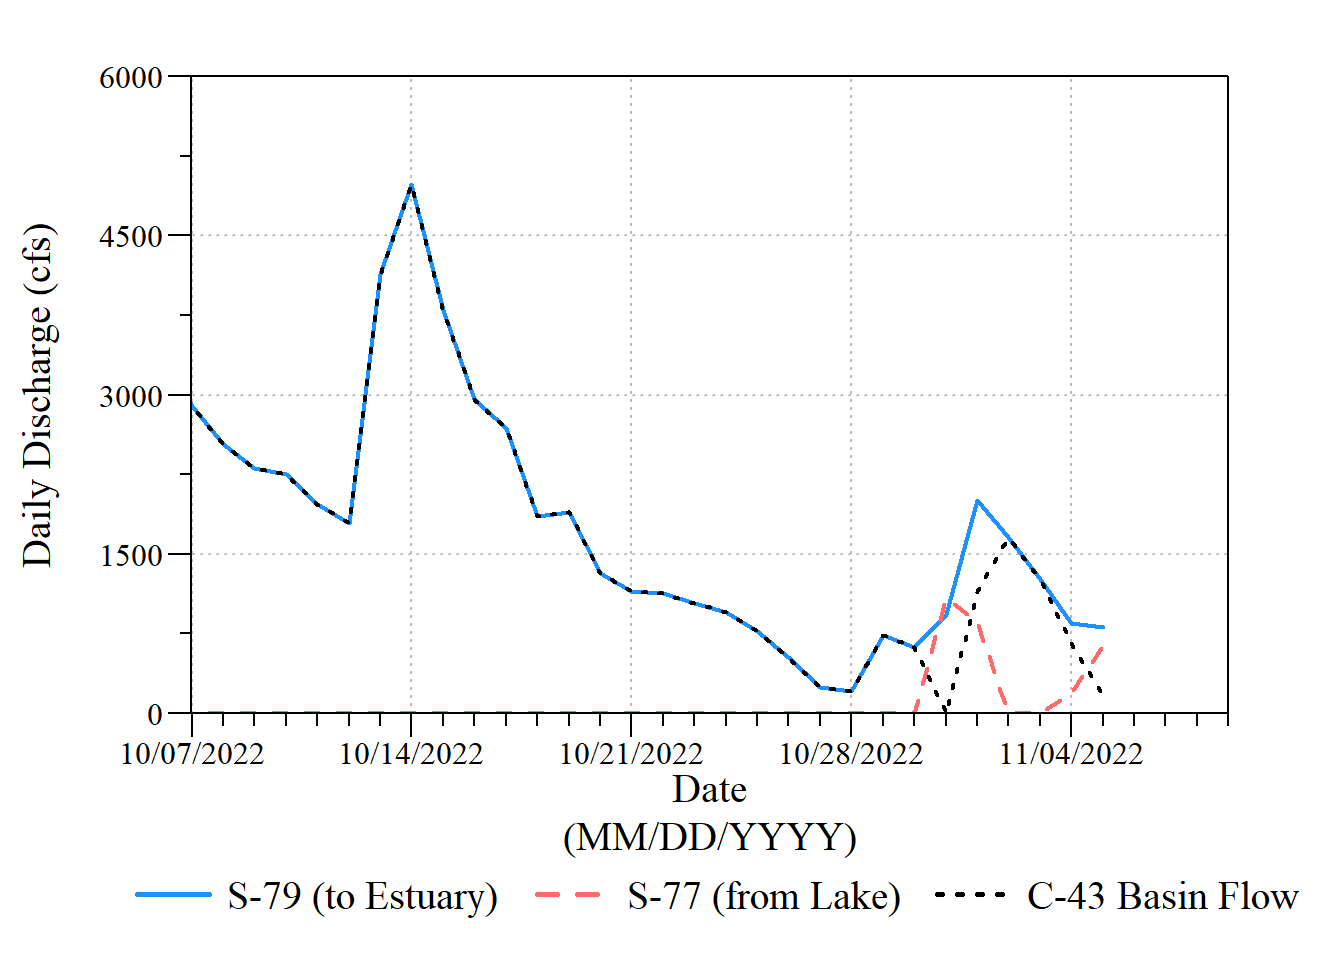 6000
4500
3000
1500
0
Daily Discharge (cfs)
10/07/2022 10/14/2022 10/21/2022 10/28/2022 11/04/2022
Date
(MM/DD/YYYY)
S-79 (to Estuary) S-77 (from Lake) C-43 Basin Flow